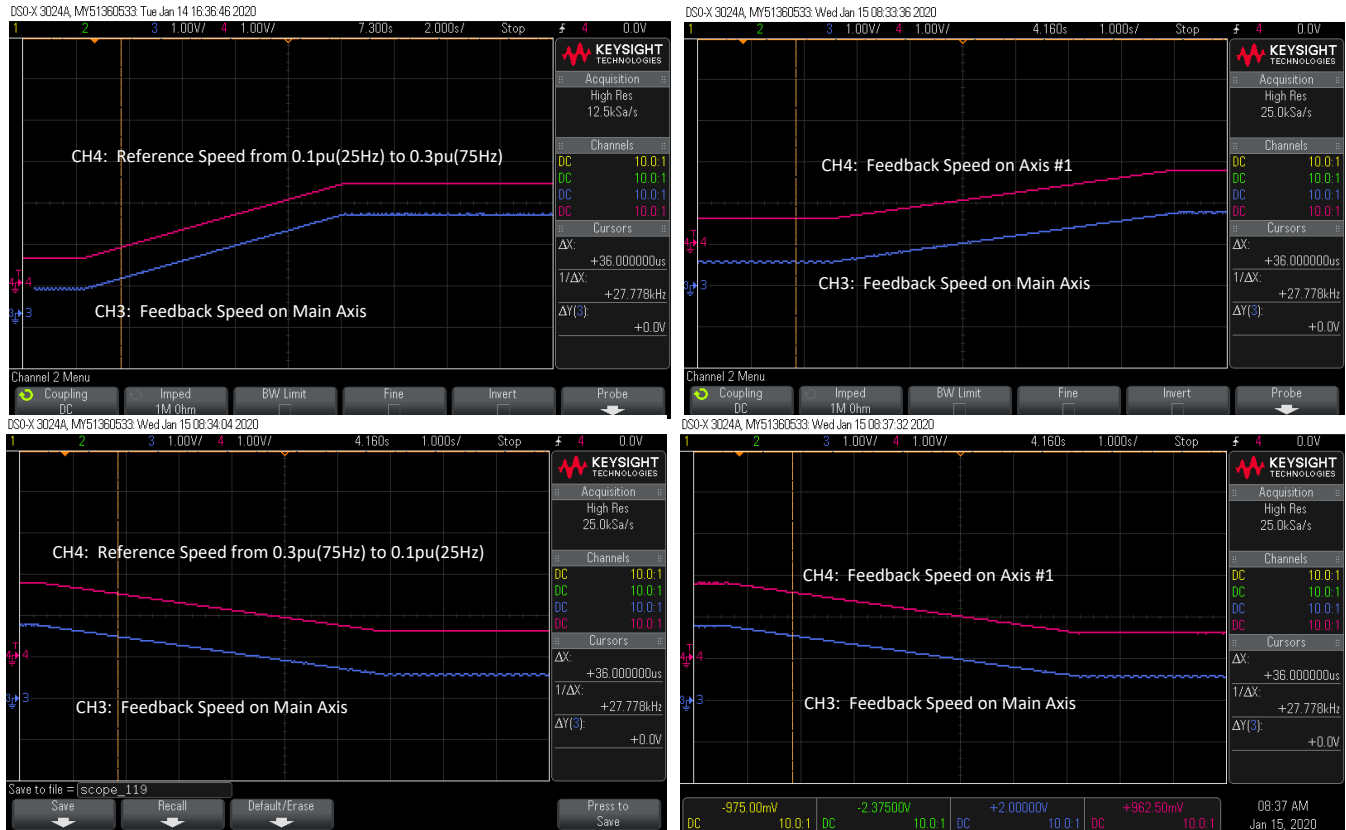 DSO-X 3024A, MY51360533: Tue Jan 14 16:36:46 2020
1 2 3 1.00V/ 4 1.00V/ 7.300s 2.000s/ Stop 4 0.0V
KEYSIGHT
TECHNOLOGIES
Acquisition
High Res
12.5kSa/s
Channels
DC 10.0:1
DC 10.0:1
DC 10.0:1
DC 10.0:1
Cursors
ΔX:
+36.000000us
1/ΔX:
+27.778kHz
ΔY(3):
+0.0V
CH4: Reference Speed from 0.1pu(25Hz) to 0.3pu(75Hz)
CH3: Feedback Speed on Main Axis
Channel 2 Menu
Coupling Imped BW Limit Fine Invert Probe
DC 1M Ohm
DSO-X 3024A, MY51360533: Wed Jan 15 08:33:36 2020
1 2 3 1.00V/ 4 1.00V/ 4.160s 1.000s/ Stop 4 0.0V
KEYSIGHT
TECHNOLOGIES
Acquisition
High Res
25.0kSa/s
Channels
DC 10.0:1
DC 10.0:1
DC 10.0:1
DC 10.0:1
Cursors
ΔX:
+36.000000us
1/ΔX:
+27.778kHz
ΔY(3):
+0.0V
CH4: Feedback Speed on Axis #1
CH3: Feedback Speed on Main Axis
Channel 2 Menu
Coupling Imped BW Limit Fine Invert Probe
DC 1M Ohm
DSO-X 3024A, MY51360533: Wed Jan 15 08:34:04 2020
1 2 3 1.00V/ 4 1.00V/ 4.160s 1.000s/ Stop 4 0.0V
KEYSIGHT
TECHNOLOGIES
Acquisition
High Res
25.0kSa/s
Channels
DC 10.0:1
DC 10.0:1
DC 10.0:1
DC 10.0:1
Cursors
ΔX:
+36.000000us
1/ΔX:
+27.778kHz
ΔY(3):
+0.0V
CH4: Reference Speed from 0.3pu(75Hz) to 0.1pu(25Hz)
CH3: Feedback Speed on Main Axis
Save to file = scope_119
Save Recall Default/Erase Press to
Save
DSO-X 3024A, MY51360533: Wed Jan 15 08:37:32 2020
1 2 3 1.00V/ 4 1.00V/ 4.160s 1.000s/ Stop 4 0.0V
KEYSIGHT
TECHNOLOGIES
Acquisition
High Res
25.0kSa/s
Channels
DC 10.0:1
DC 10.0:1
DC 10.0:1
DC 10.0:1
Cursors
ΔX:
+36.000000us
1/ΔX:
+27.778kHz
ΔY(3):
+0.0V
CH4: Feedback Speed on Axis #1
CH3: Feedback Speed on Main Axis
-975.00mV -2.37500V +2.00000V +962.50mV 08:37 AM
DC 10.0:1 DC 10.0:1 DC 10.0:1 DC 10.0:1 Jan 15, 2020